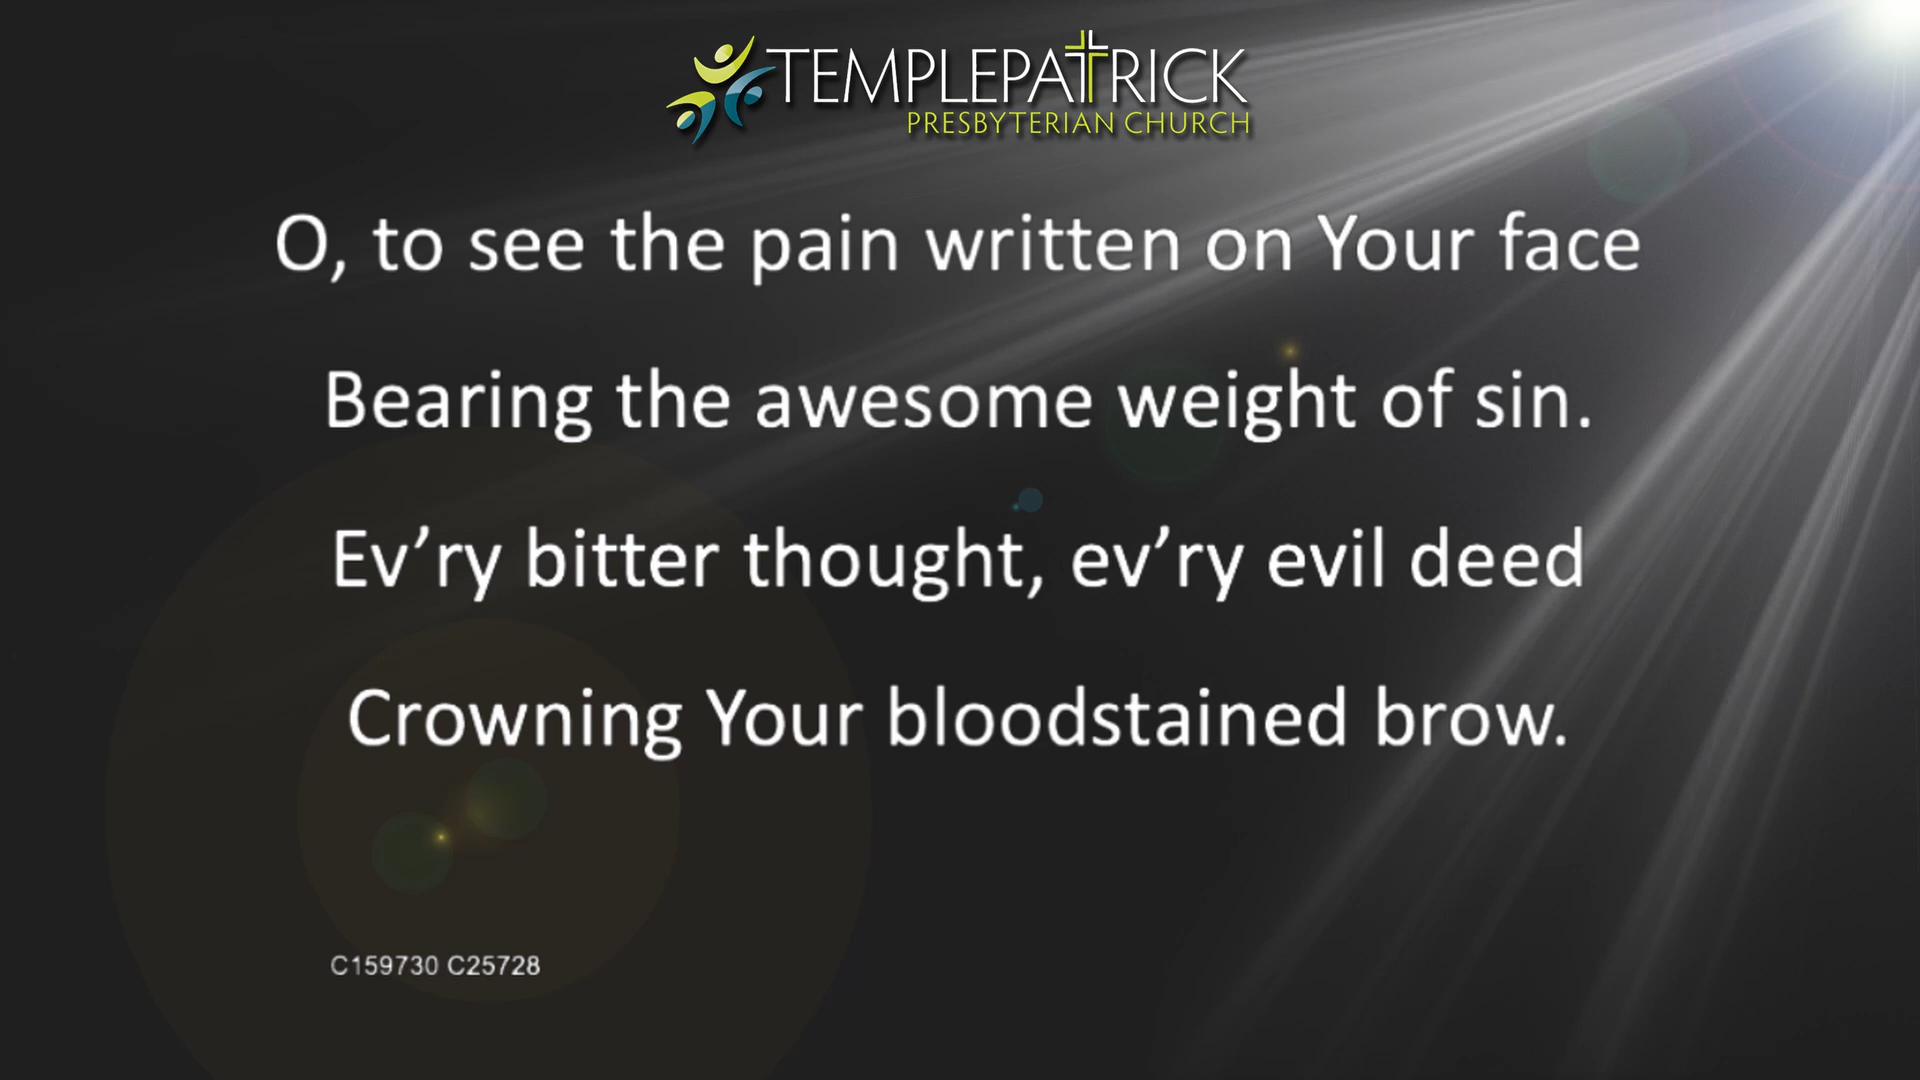 TEMPLEPATRICK
PRESBYTERIAN CHURCH
O, to see the pain written on Your face
Bearing the awesome weight of sin.
Ev’ry bitter thought, ev’ry evil deed
Crowning Your bloodstained brow.
C159730 C25728